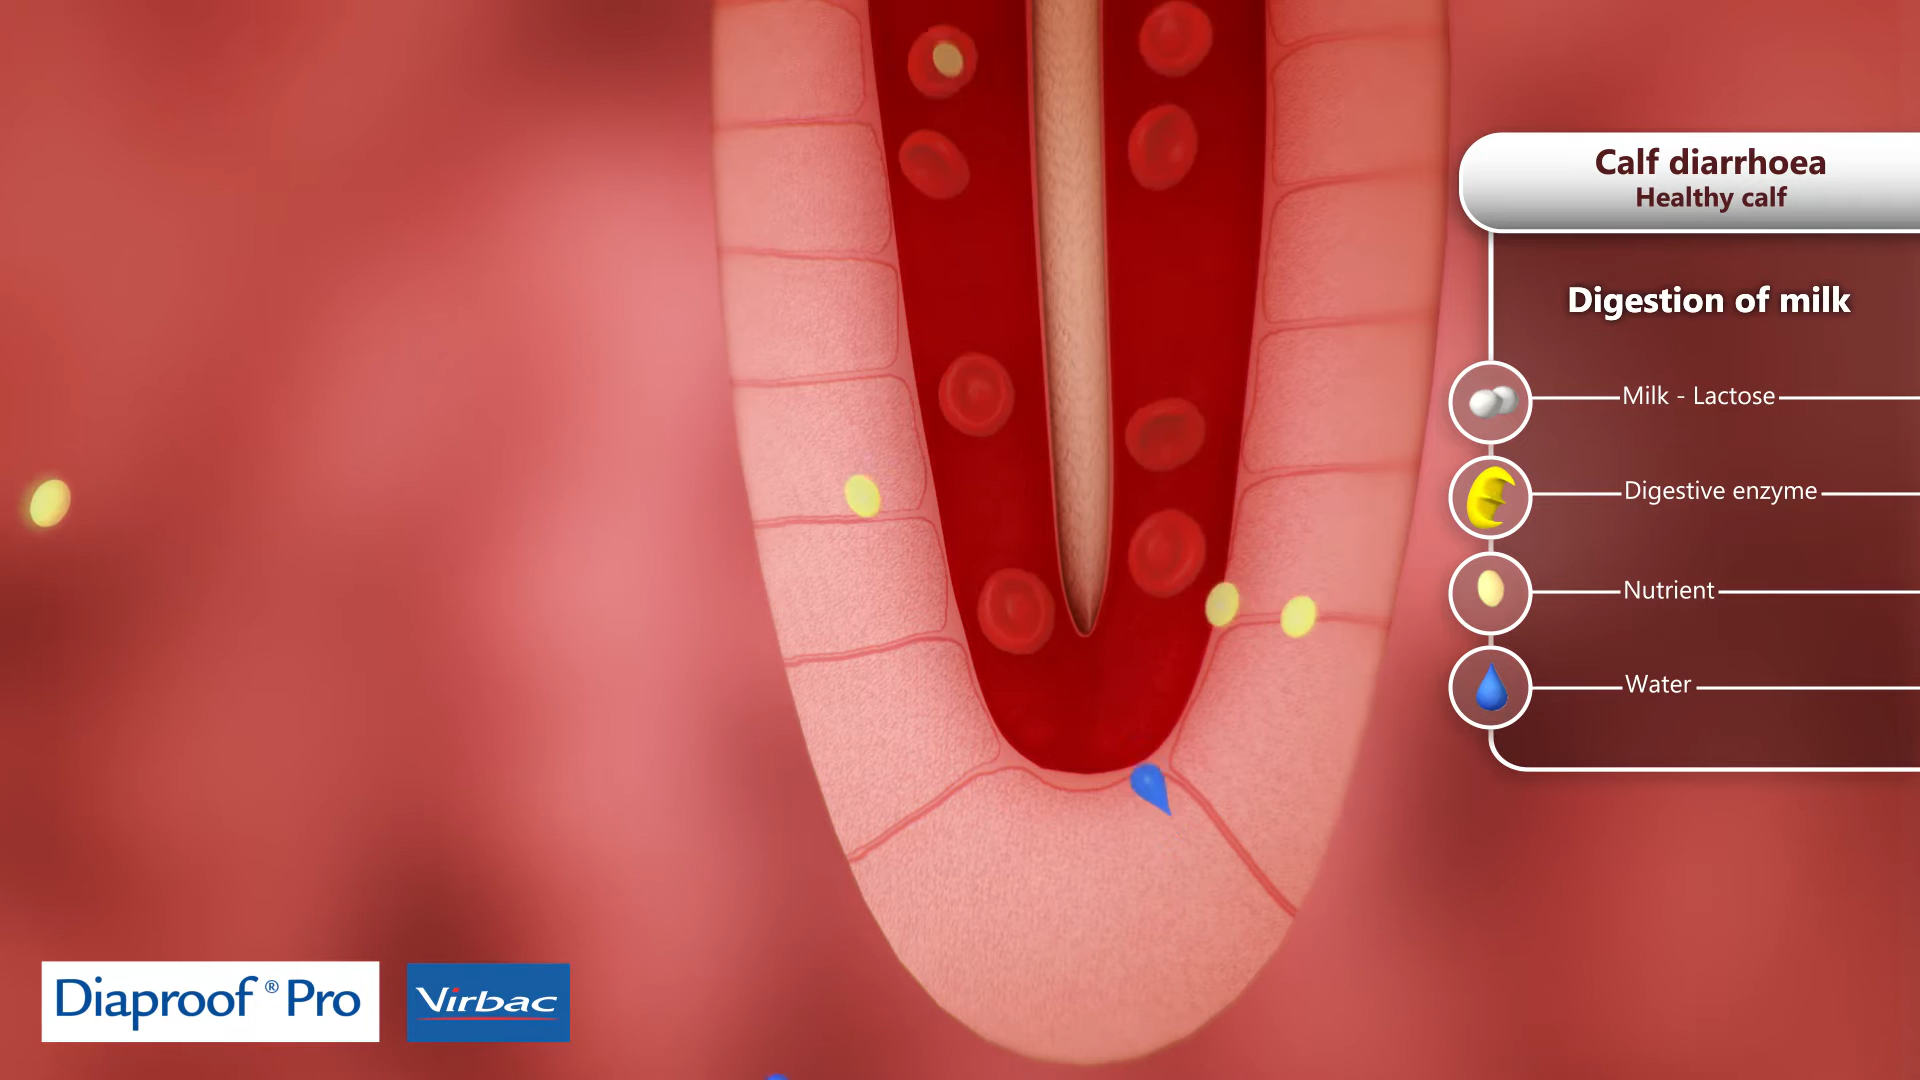 Calf diarrhoea
Healthy calf
Digestion of milk
Milk - Lactose
Digestive enzyme
Nutrient
Water
Diaproof® Pro
Virbac